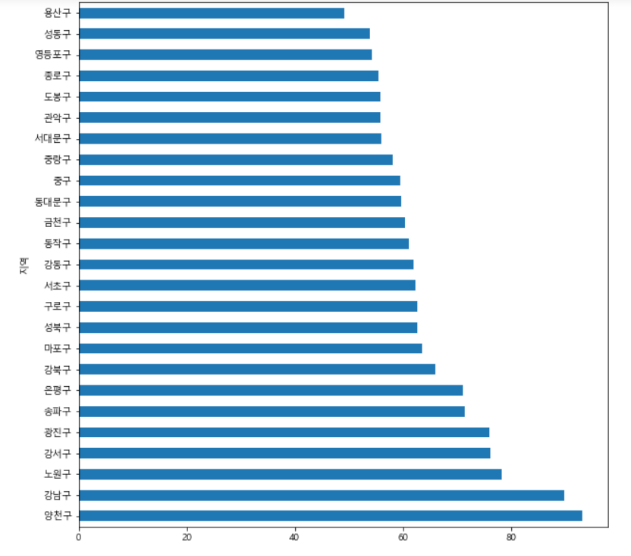 용산구
성동구
영등포구
종로구
도봉구
관악구
서대문구
중랑구
중구
동대문구
금천구
동작구
강동구
서초구
구로구
성북구
마포구
강북구
은평구
송파구
광진구
강서구
노원구
강남구
양천구
지역
0 20 40 60 80